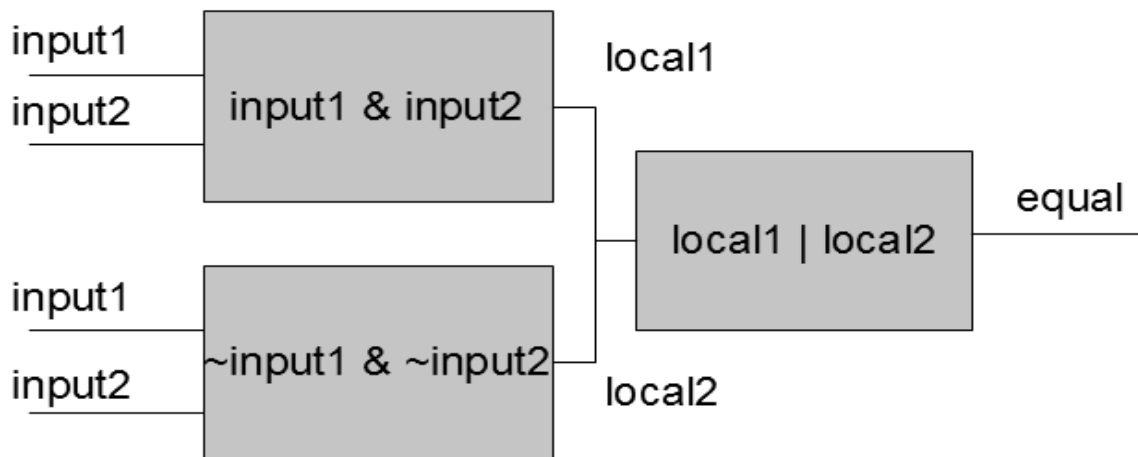 input1
input2
input1 & input2
local1
local1 | local2
equal
input1
input2
~input1 & ~input2
local2